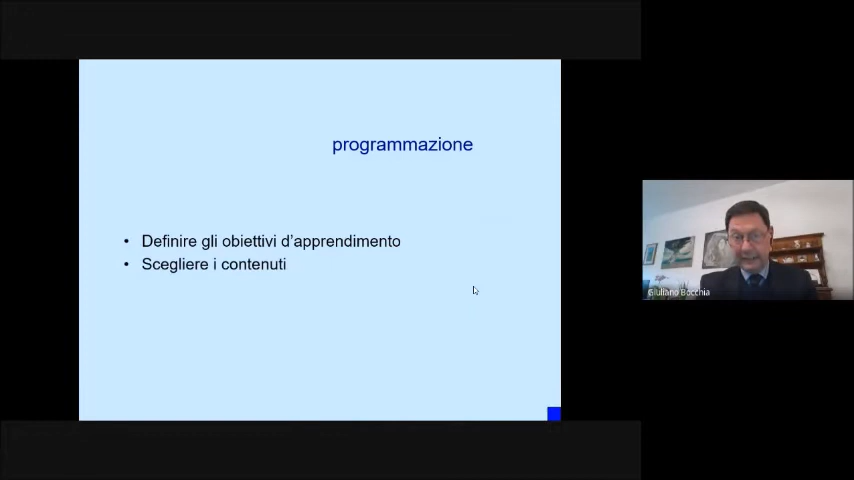 programmazione
• Definire gli obiettivi d'apprendimento
• Scegliere i contenuti
Giuliano Bocchia